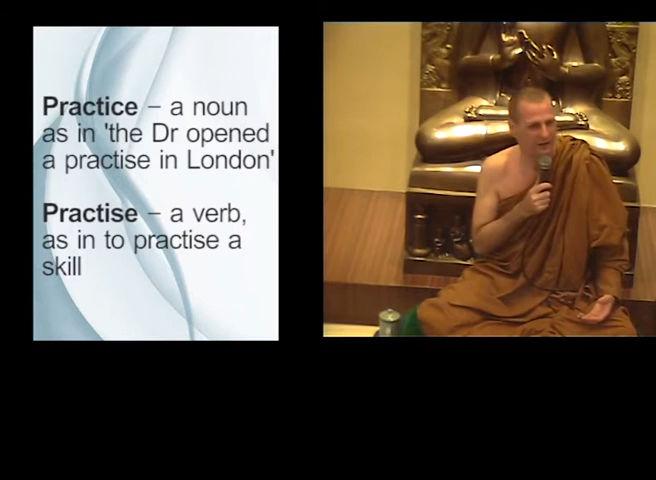 Practice – a noun
as in 'the Dr opened
a practise in London'
Practise – a verb,
as in to practise a
skill